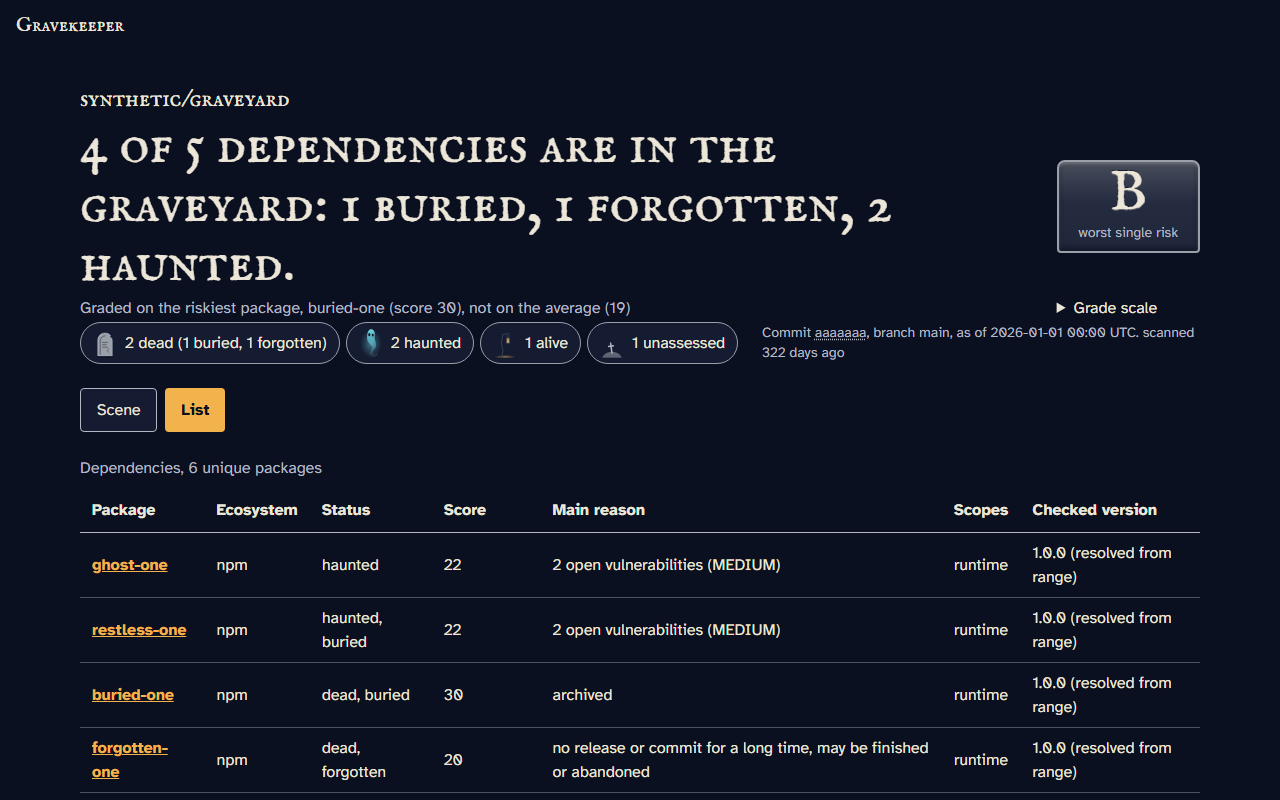 Gravekeeper
synthetic/graveyard
4 of 5 dependencies are in the
graveyard: 1 buried, 1 forgotten, 2
haunted.
B
worst single risk
Graded on the riskiest package, buried-one (score 30), not on the average (19)
▶ Grade scale
2 dead (1 buried, 1 forgotten)
2 haunted
1 alive
1 unassessed
Commit aaaaaaa, branch main, as of 2026-01-01 00:00 UTC. scanned
322 days ago
Scene
List
Dependencies, 6 unique packages
Package Ecosystem Status Score Main reason Scopes Checked version
ghost-one npm haunted 22 2 open vulnerabilities (MEDIUM) runtime 1.0.0 (resolved from
range)
restless-one npm haunted,
buried 22 2 open vulnerabilities (MEDIUM) runtime 1.0.0 (resolved from
range)
buried-one npm dead, buried 30 archived runtime 1.0.0 (resolved from
range)
forgotten-
one npm dead,
forgotten 20 no release or commit for a long time, may be finished
or abandoned runtime 1.0.0 (resolved from
range)